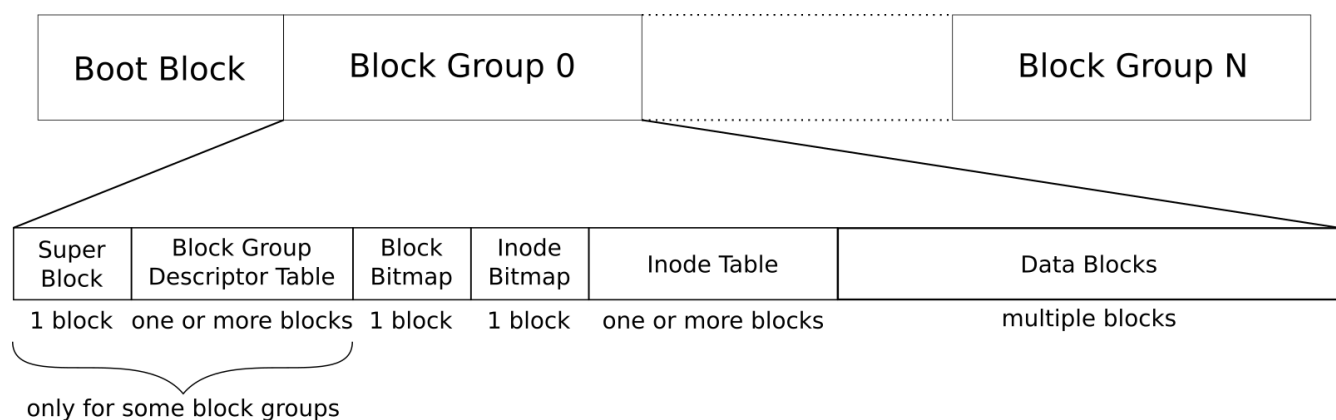 Boot Block
Block Group 0
Block Group N
Super
Block
Block Group
Descriptor Table
Block
Bitmap
Inode
Bitmap
Inode Table
Data Blocks
1 block
one or more blocks
1 block
1 block
one or more blocks
multiple blocks
only for some block groups